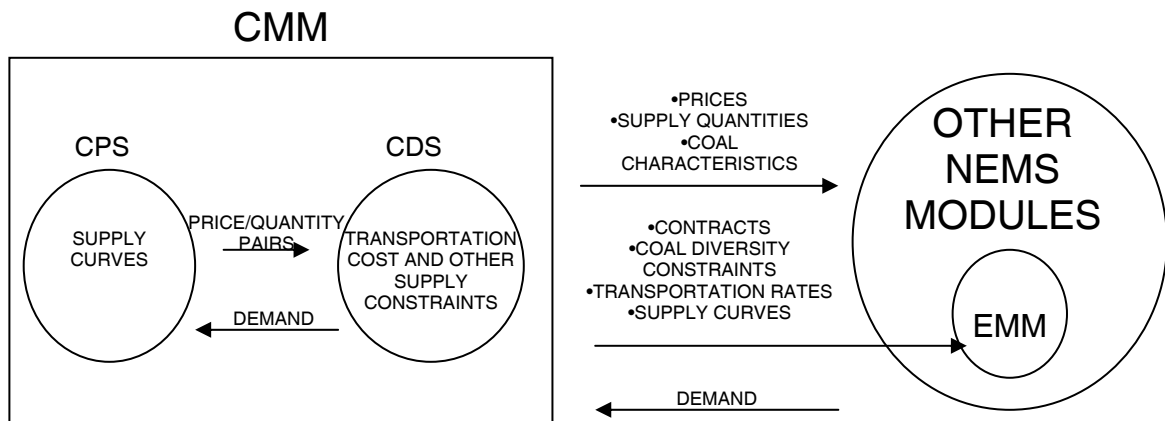 CMM
CPS
SUPPLY
CURVES
PRICE/QUANTITY
PAIRS
DEMAND
CDS
TRANSPORTATION
COST AND OTHER
SUPPLY
CONSTRAINTS
•PRICES
•SUPPLY QUANTITIES
•COAL
CHARACTERISTICS
•CONTRACTS
•COAL DIVERSITY
CONSTRAINTS
•TRANSPORTATION RATES
•SUPPLY CURVES
DEMAND
OTHER
NEMS
MODULES
EMM